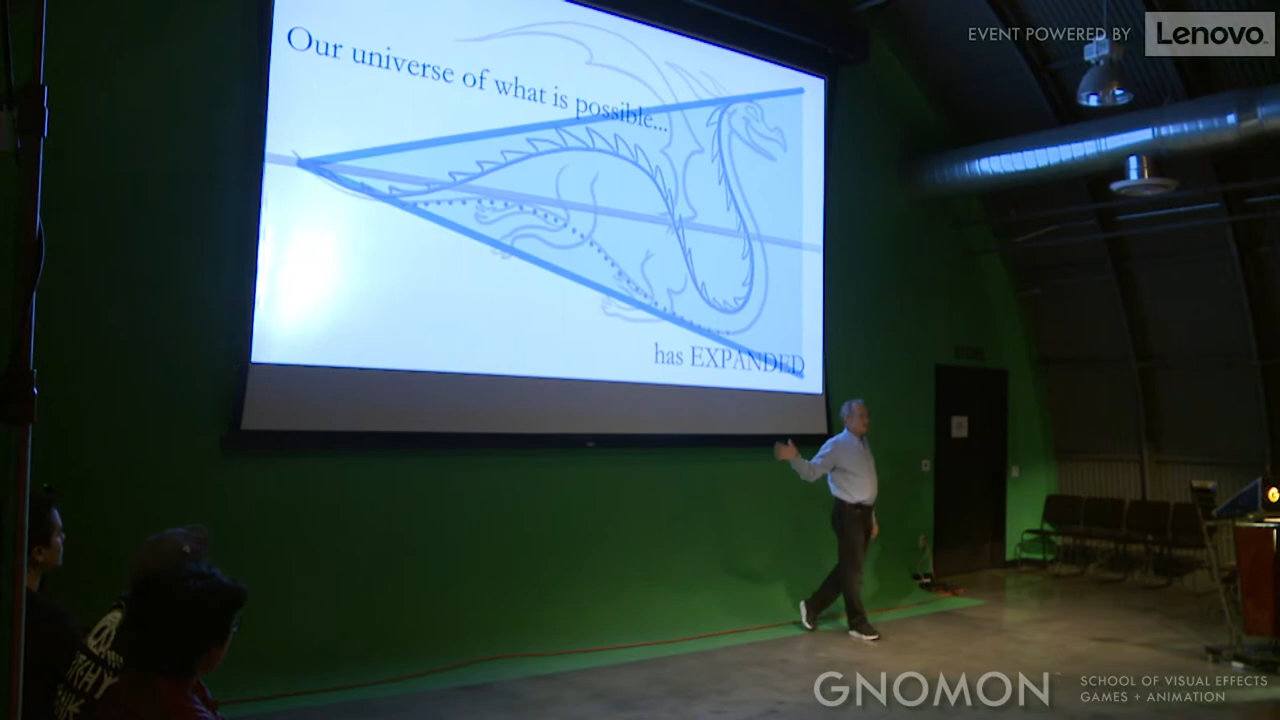 EVENT POWERED BY Lenovo
Our universe of what is possible...
has EXPANDED
GNOMON SCHOOL OF VISUAL EFFECTS
GAMES + ANIMATION